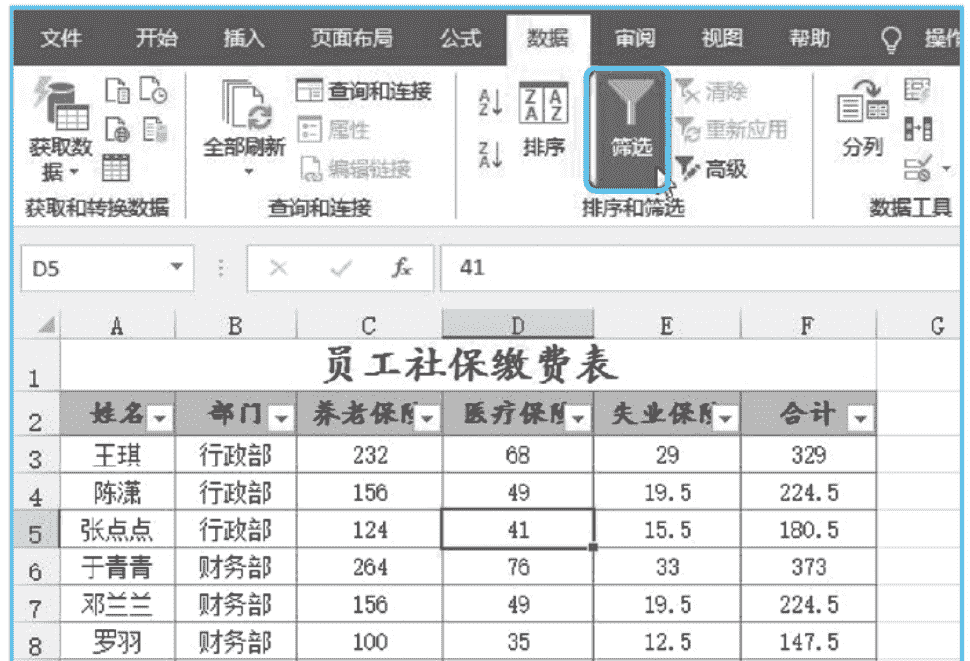 文件 开始 插入 页面布局 公式 数据 审阅 视图 帮助 操作
获取数据 全部刷新 查询和连接 属性 编辑链接 排序 筛选 清除 重新应用 高级 分列
获取和转换数据 查询和连接 排序和筛选 数据工具
D5 fx 41
A B C D E F G
1 员工社保缴费表
2 姓名 部门 养老保险 医疗保险 失业保险 合计
3 王琪 行政部 232 68 29 329
4 陈潇 行政部 156 49 19.5 224.5
5 张点点 行政部 124 41 15.5 180.5
6 于青青 财务部 264 76 33 373
7 邓兰兰 财务部 156 49 19.5 224.5
8 罗羽 财务部 100 35 12.5 147.5